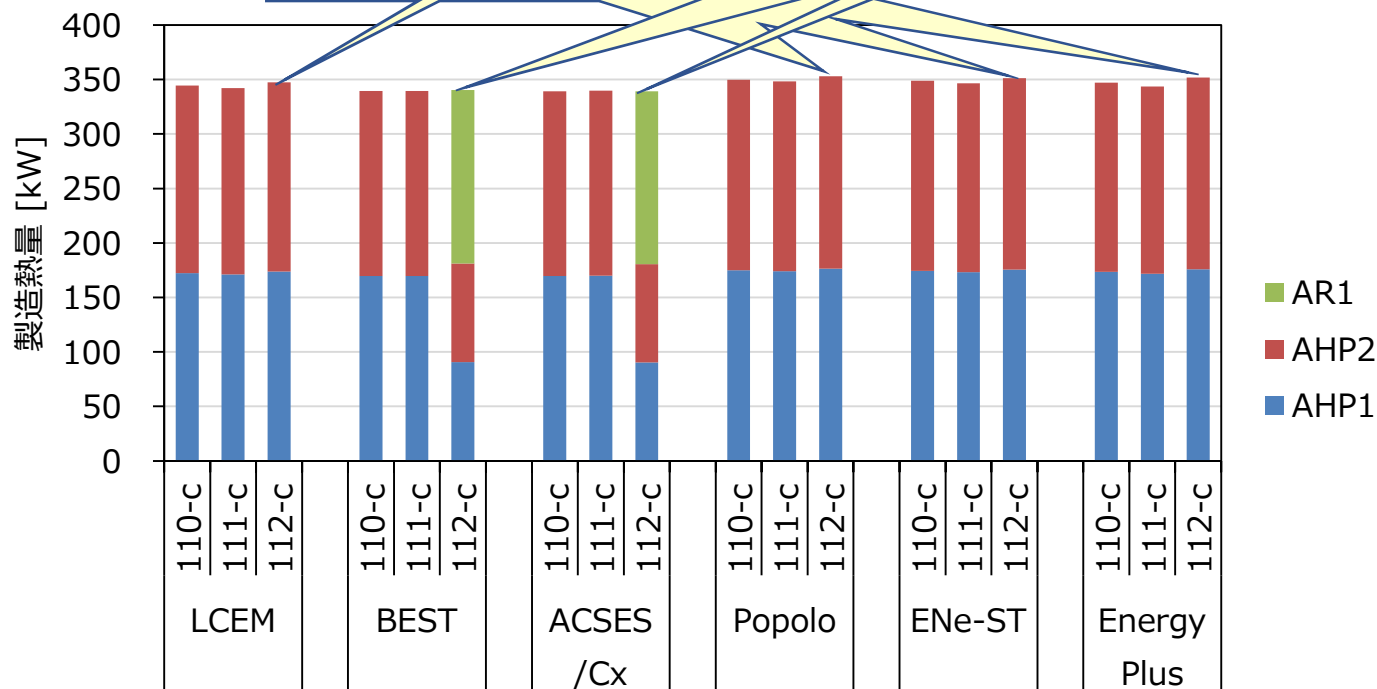 400
350
300
250
200
150
100
50
0
製造熱量 [kW]
AR1
AHP2
AHP1
110-c 111-c 112-c 110-c 111-c 112-c 110-c 111-c 112-c 110-c 111-c 112-c 110-c 111-c 112-c 110-c 111-c 112-c
LCEM BEST ACSES Popolo ENe-ST Energy
/Cx Plus